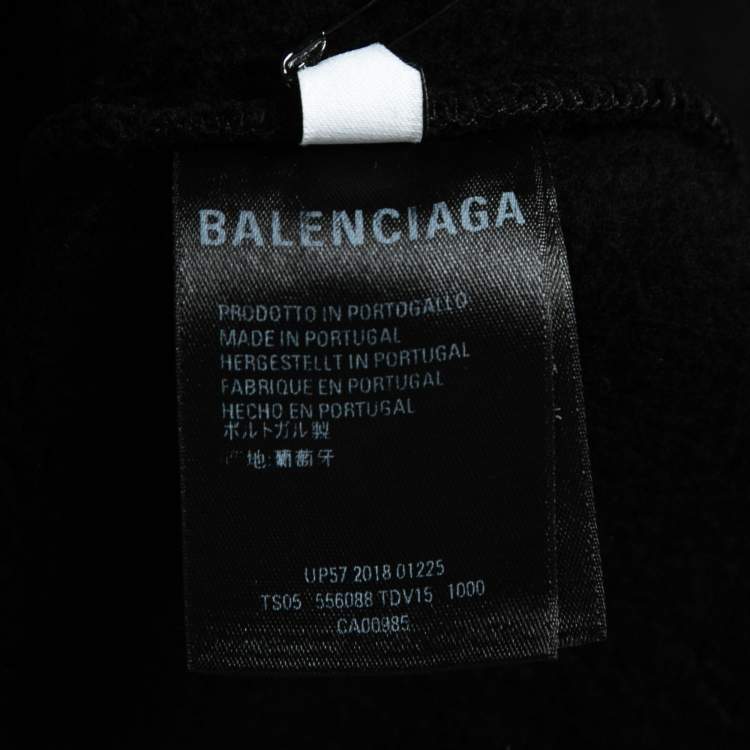 BALENCIAGA
PRODOTTO IN PORTOGALLO
MADE IN PORTUGAL
HERGESTELLT IN PORTUGAL
FABRIQUE EN PORTUGAL
HECHO EN PORTUGAL
ポルトガル製
产地:葡萄牙
UP57 2018 01225
TS05 556088 TDV15 1000
CA00985